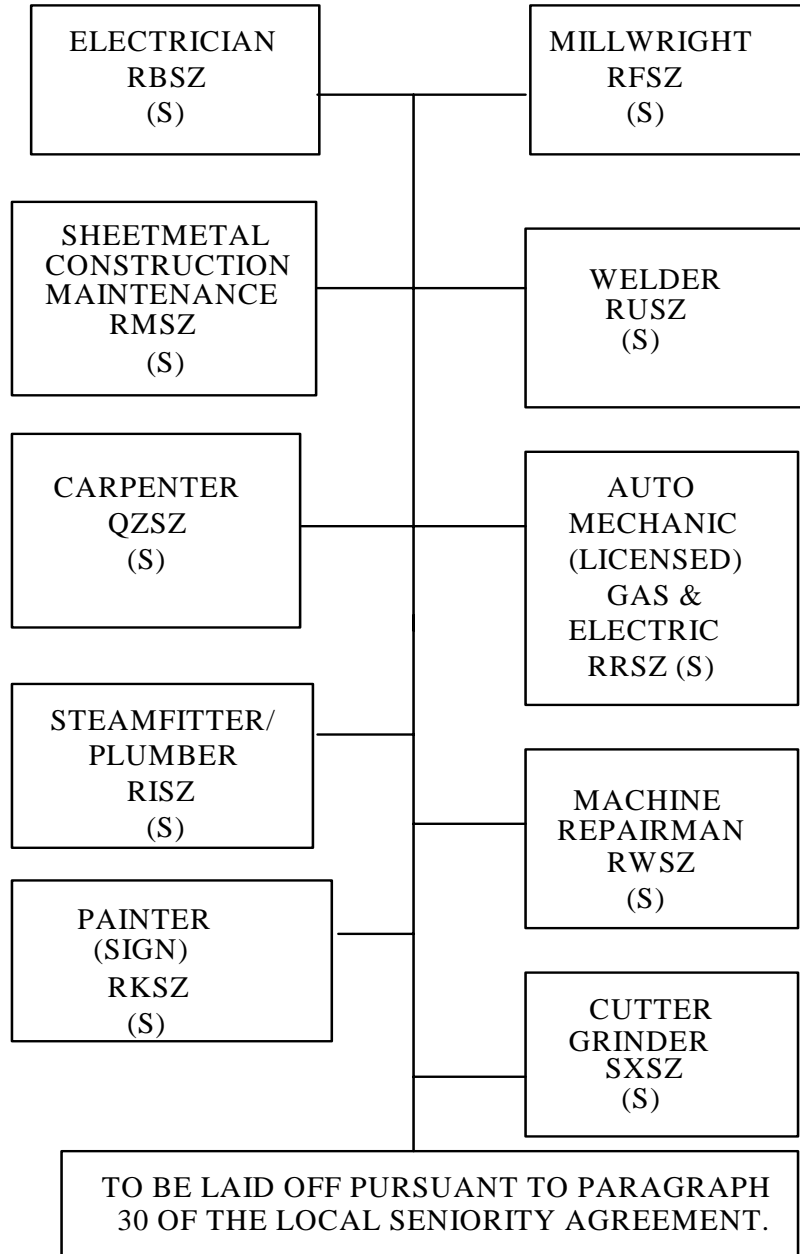 ELECTRICIAN
RBSZ
(S)
MILLWRIGHT
RFSZ
(S)
SHEETMETAL
CONSTRUCTION
MAINTENANCE
RMSZ
(S)
WELDER
RUSZ
(S)
CARPENTER
QZSZ
(S)
AUTO
MECHANIC
(LICENSED)
GAS &
ELECTRIC
RRSZ (S)
STEAMFITTER/
PLUMBER
RISZ
(S)
MACHINE
REPAIRMAN
RWSZ
(S)
PAINTER
(SIGN)
RKSZ
(S)
CUTTER
GRINDER
SXSZ
(S)
TO BE LAID OFF PURSUANT TO PARAGRAPH
30 OF THE LOCAL SENIORITY AGREEMENT.